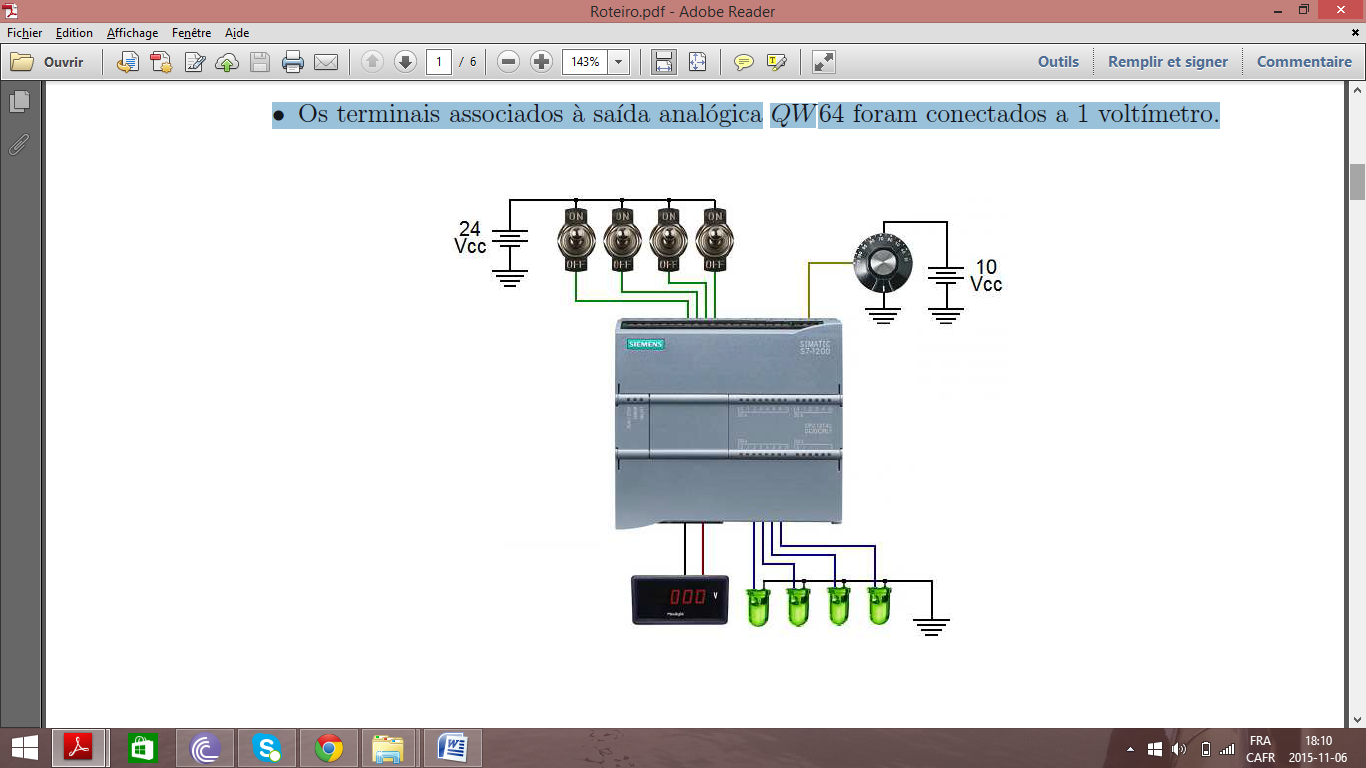 Roteiro.pdf - Adobe Reader
Fichier Edition Affichage Fenêtre Aide
Ouvrir 1 / 6 143% Outils Remplir et signer Commentaire
• Os terminais associados à saída analógica QW64 foram conectados a 1 voltímetro.
24
Vcc
ON ON ON ON
OFF OFF OFF OFF
10
Vcc
SIEMENS
SIMATIC
S7-1200
000 V
FRA 18:10
CAFR 2015-11-06